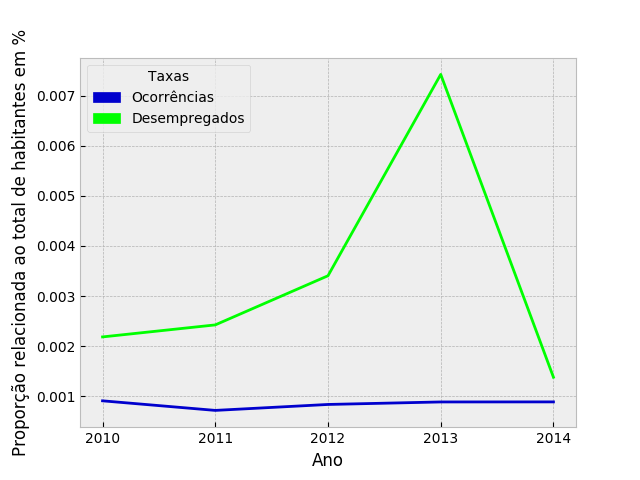 Proporção relacionada ao total de habitantes em %
Taxas
Ocorrências
Desempregados
0.007
0.006
0.005
0.004
0.003
0.002
0.001
2010 2011 2012 2013 2014
Ano